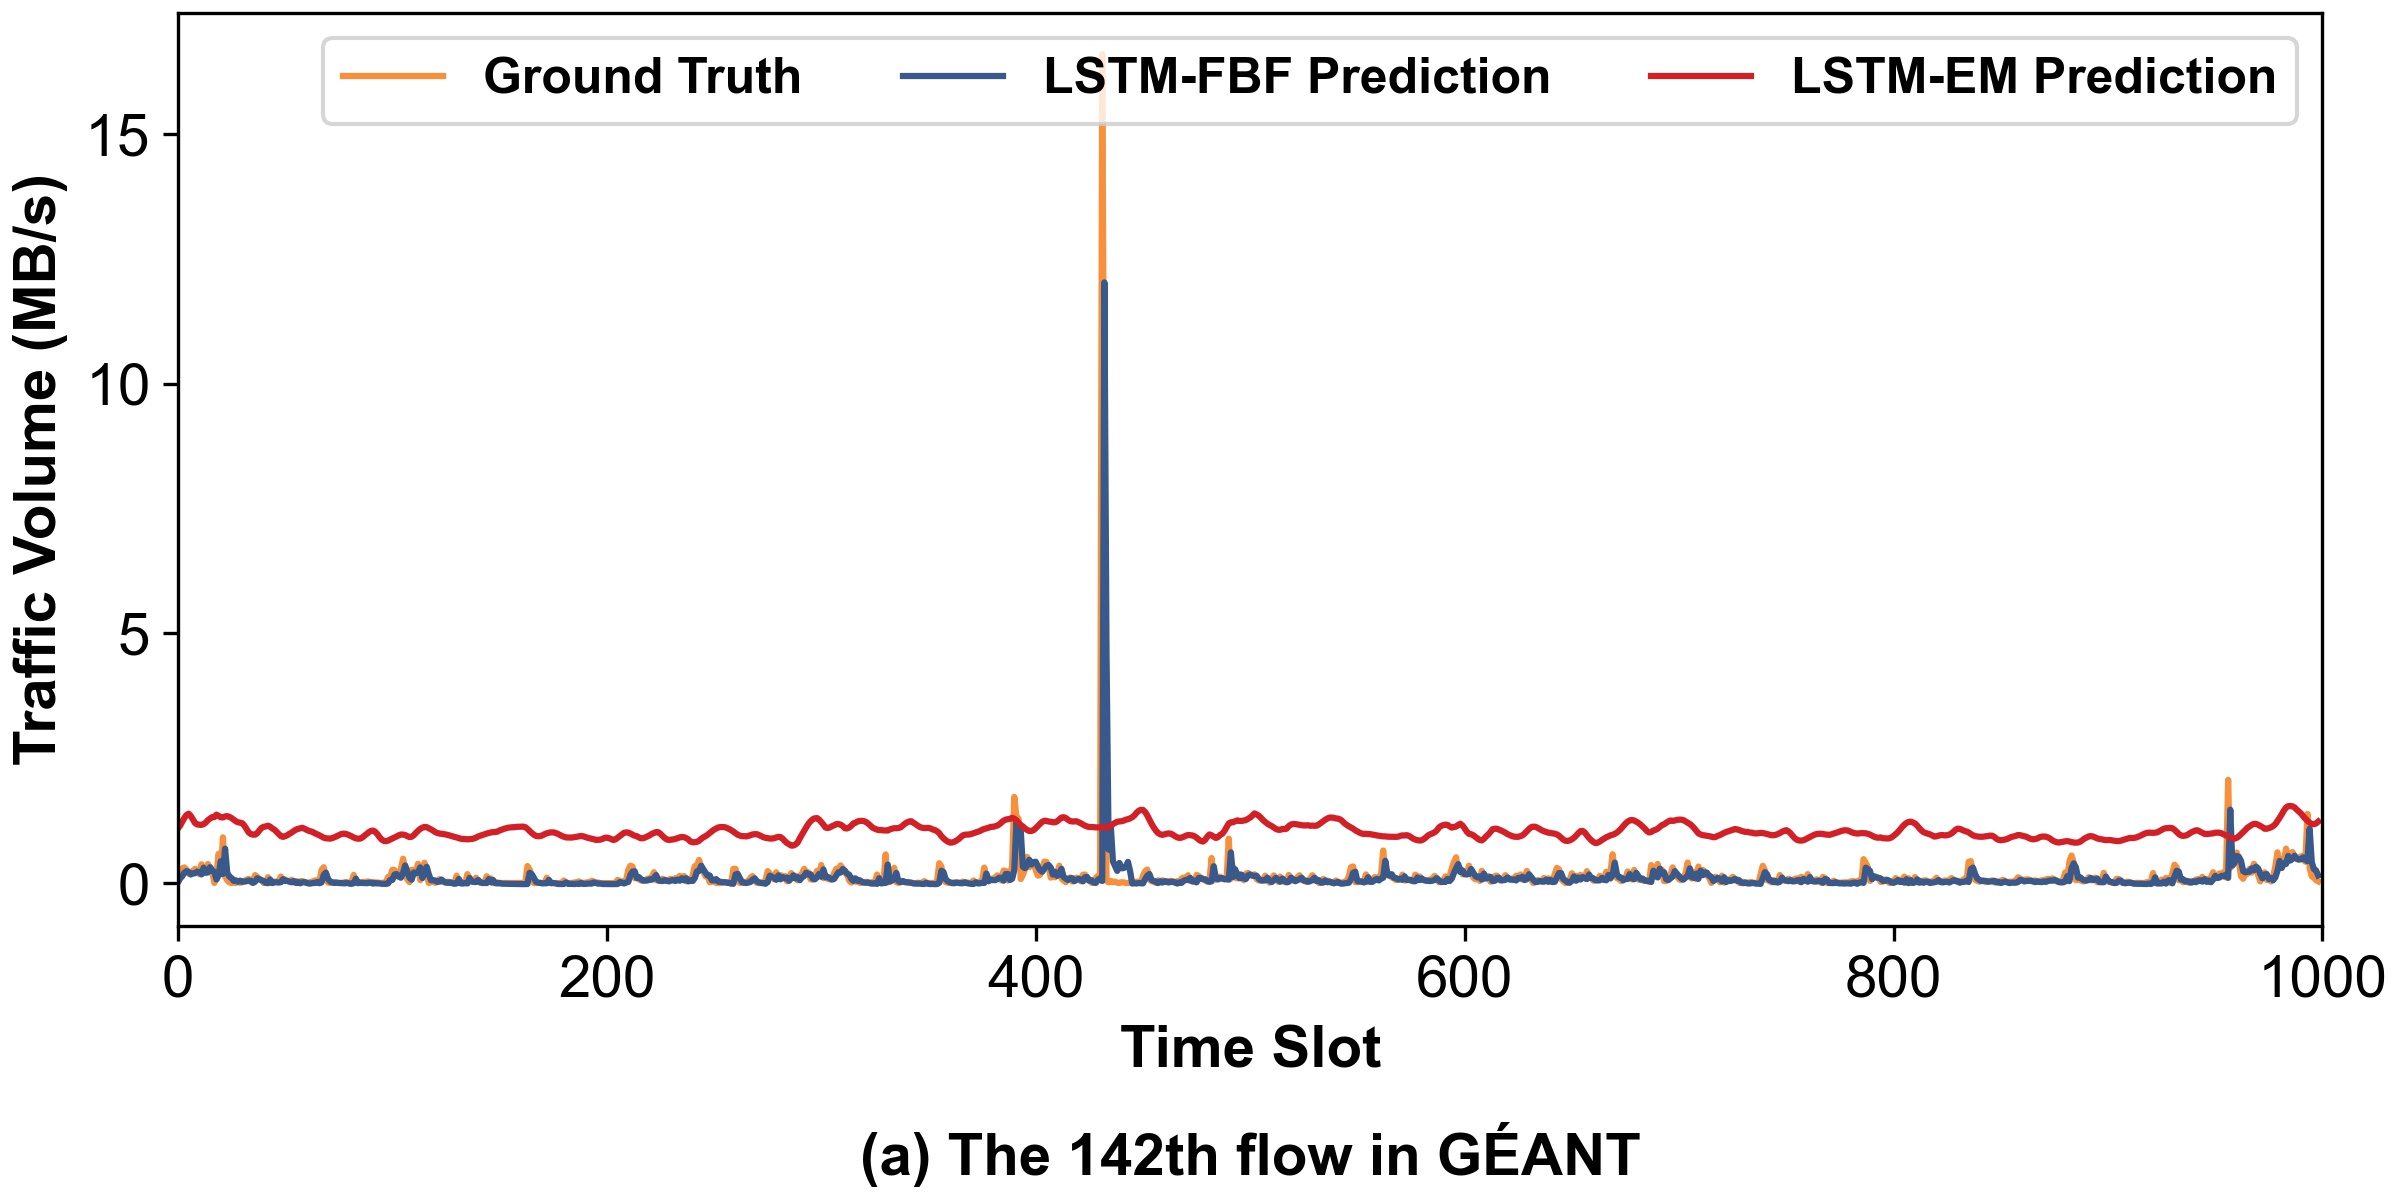 Ground Truth LSTM-FBF Prediction LSTM-EM Prediction
Traffic Volume (MB/s)
15
10
5
0
0 200 400 600 800 1000
Time Slot
(a) The 142th flow in GÉANT